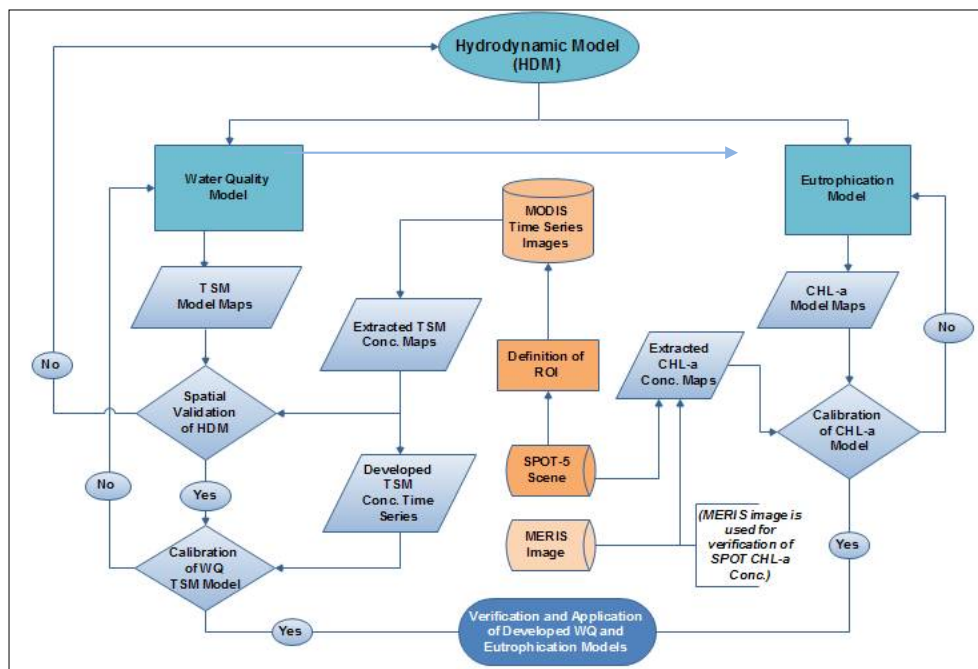 Hydrodynamic Model
(HDM)
Water Quality
Model
Eutrophication
Model
MODIS
Time Series
Images
TSM
Model Maps
CHL-a
Model Maps
Extracted TSM
Conc. Maps
Definition of
ROI
Extracted
CHL-a
Conc. Maps
No
No
Spatial
Validation
of HDM
Calibration
of CHL-a
Model
SPOT-5
Scene
Developed
TSM
Conc. Time
Series
No
Yes
MERIS
Image
(MERIS image is
used for
verification of
SPOT CHL-a
Conc.)
Yes
Calibration
of WQ
TSM Model
Yes
Verification and Application
of Developed WQ and
Eutrophication Models